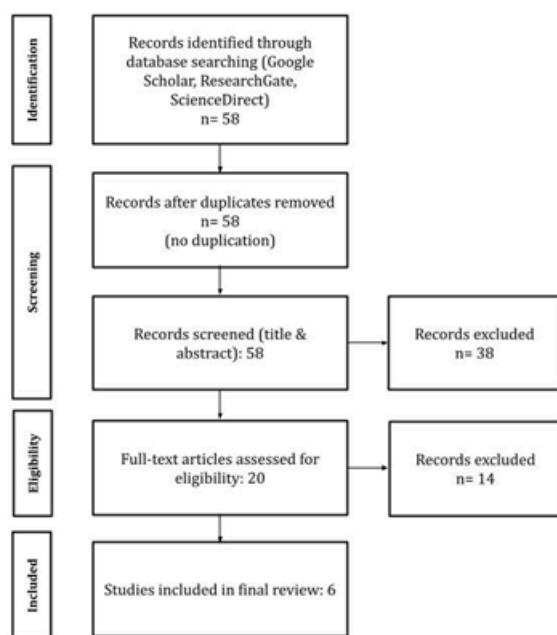 Identification
Records identified through
database searching (Google
Scholar, ResearchGate,
ScienceDirect)
n= 58
Screening
Records after duplicates removed
n= 58
(no duplication)
Records screened (title &
abstract): 58
Records excluded
n= 38
Eligibility
Full-text articles assessed for
eligibility: 20
Records excluded
n= 14
Included
Studies included in final review: 6